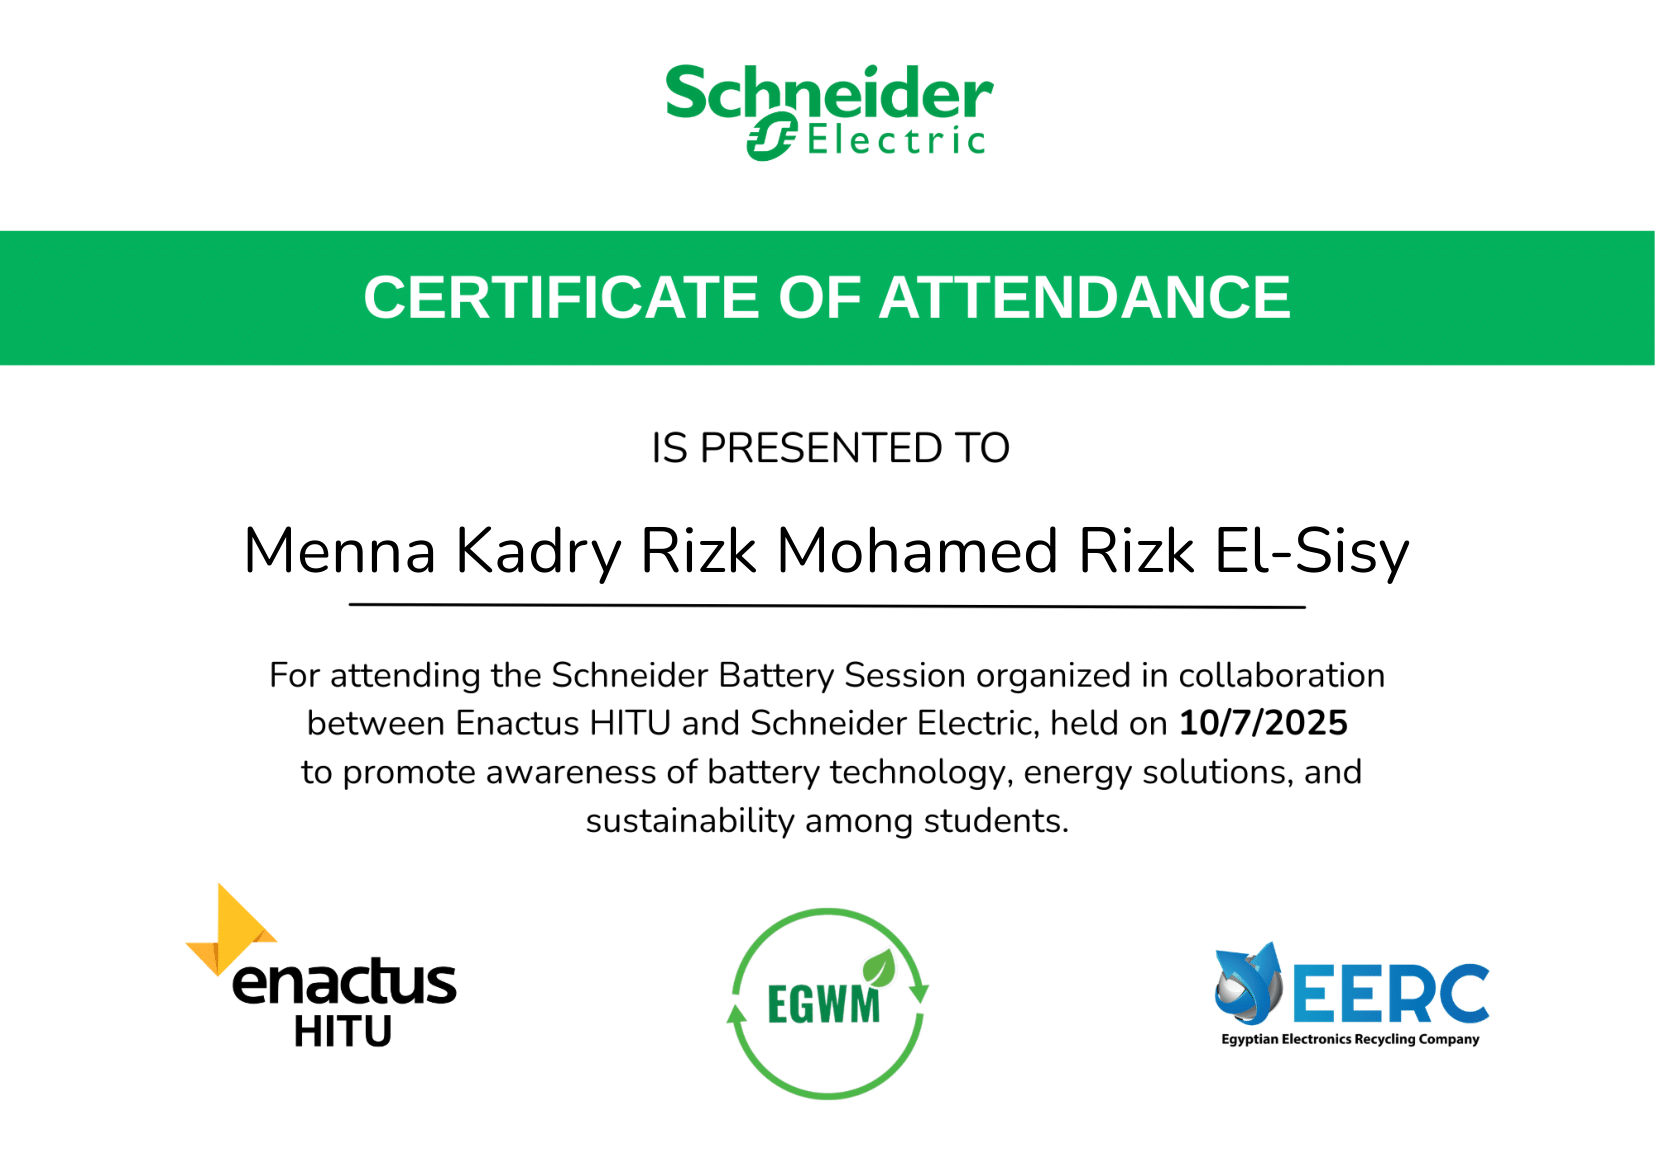 Schneider
Electric
CERTIFICATE OF ATTENDANCE
IS PRESENTED TO
Menna Kadry Rizk Mohamed Rizk El-Sisy
For attending the Schneider Battery Session organized in collaboration
between Enactus HITU and Schneider Electric, held on 10/7/2025
to promote awareness of battery technology, energy solutions, and
sustainability among students.
enactus
HITU
EGWM
EERC
Egyptian Electronics Recycling Company